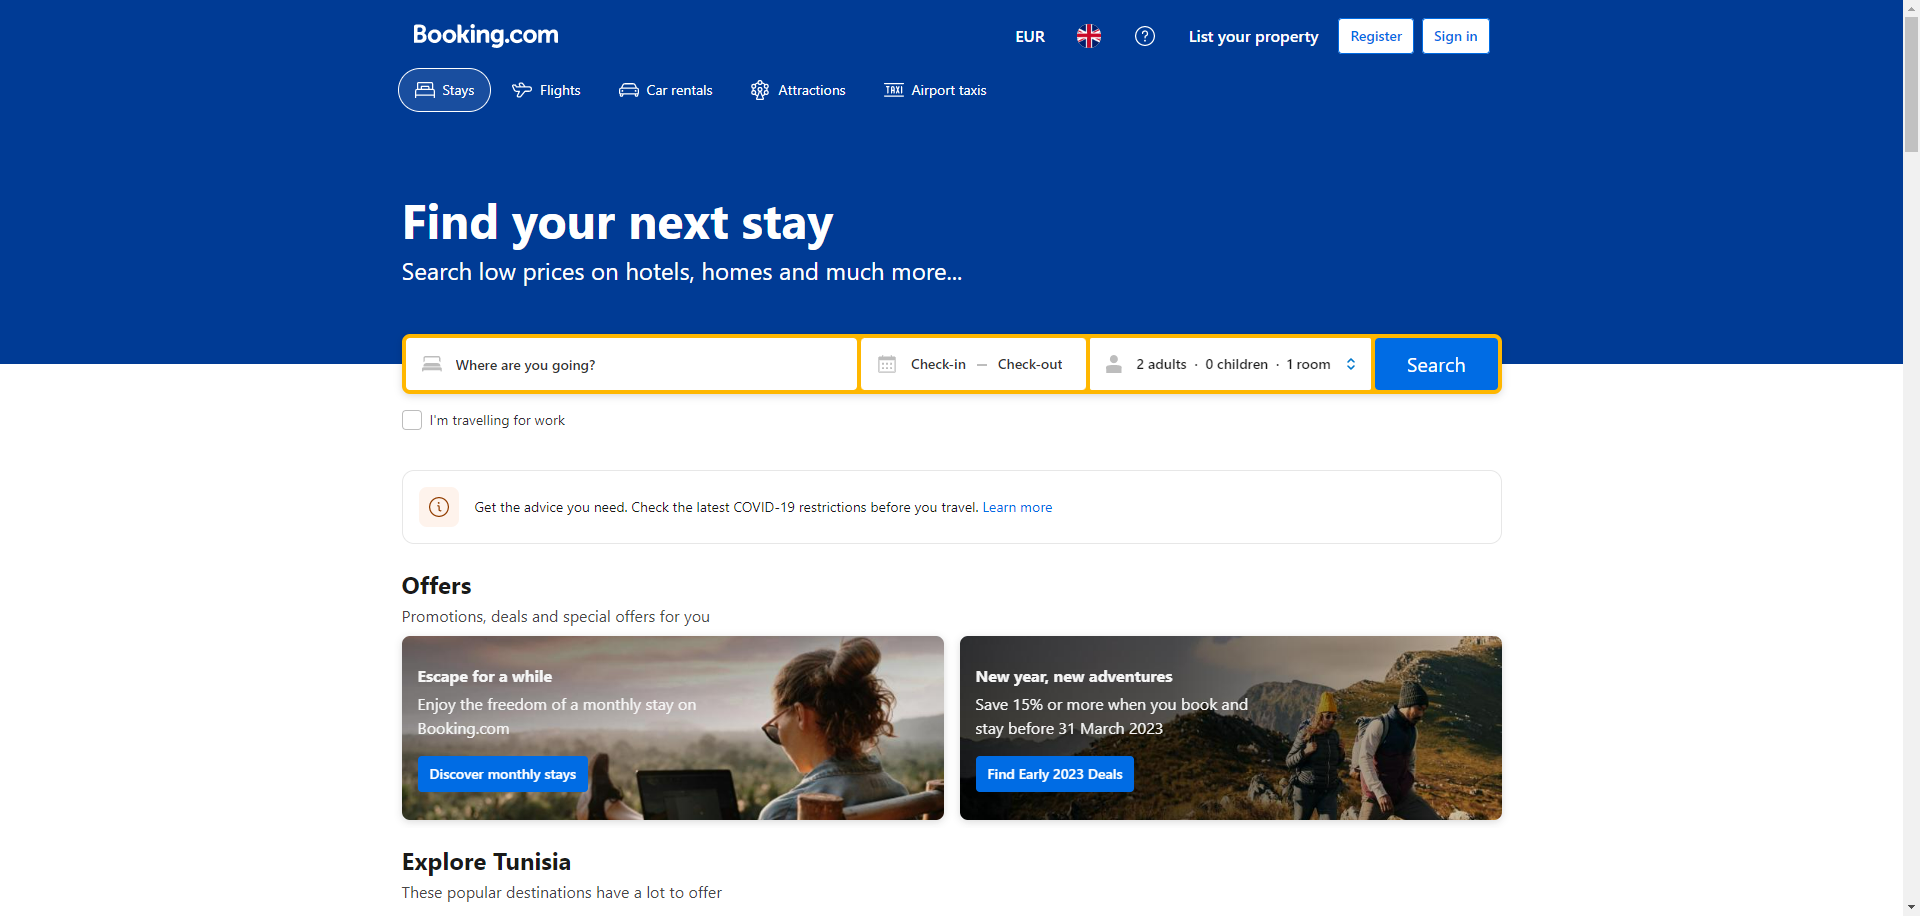 Booking.com
EUR
List your property
Register
Sign in
Stays
Flights
Car rentals
Attractions
TAXI
Airport taxis
Find your next stay
Search low prices on hotels, homes and much more...
Where are you going?
Check-in — Check-out
2 adults · 0 children · 1 room
Search
I'm travelling for work
Get the advice you need. Check the latest COVID-19 restrictions before you travel. Learn more
Offers
Promotions, deals and special offers for you
Escape for a while
Enjoy the freedom of a monthly stay on
Booking.com
Discover monthly stays
New year, new adventures
Save 15% or more when you book and
stay before 31 March 2023
Find Early 2023 Deals
Explore Tunisia
These popular destinations have a lot to offer